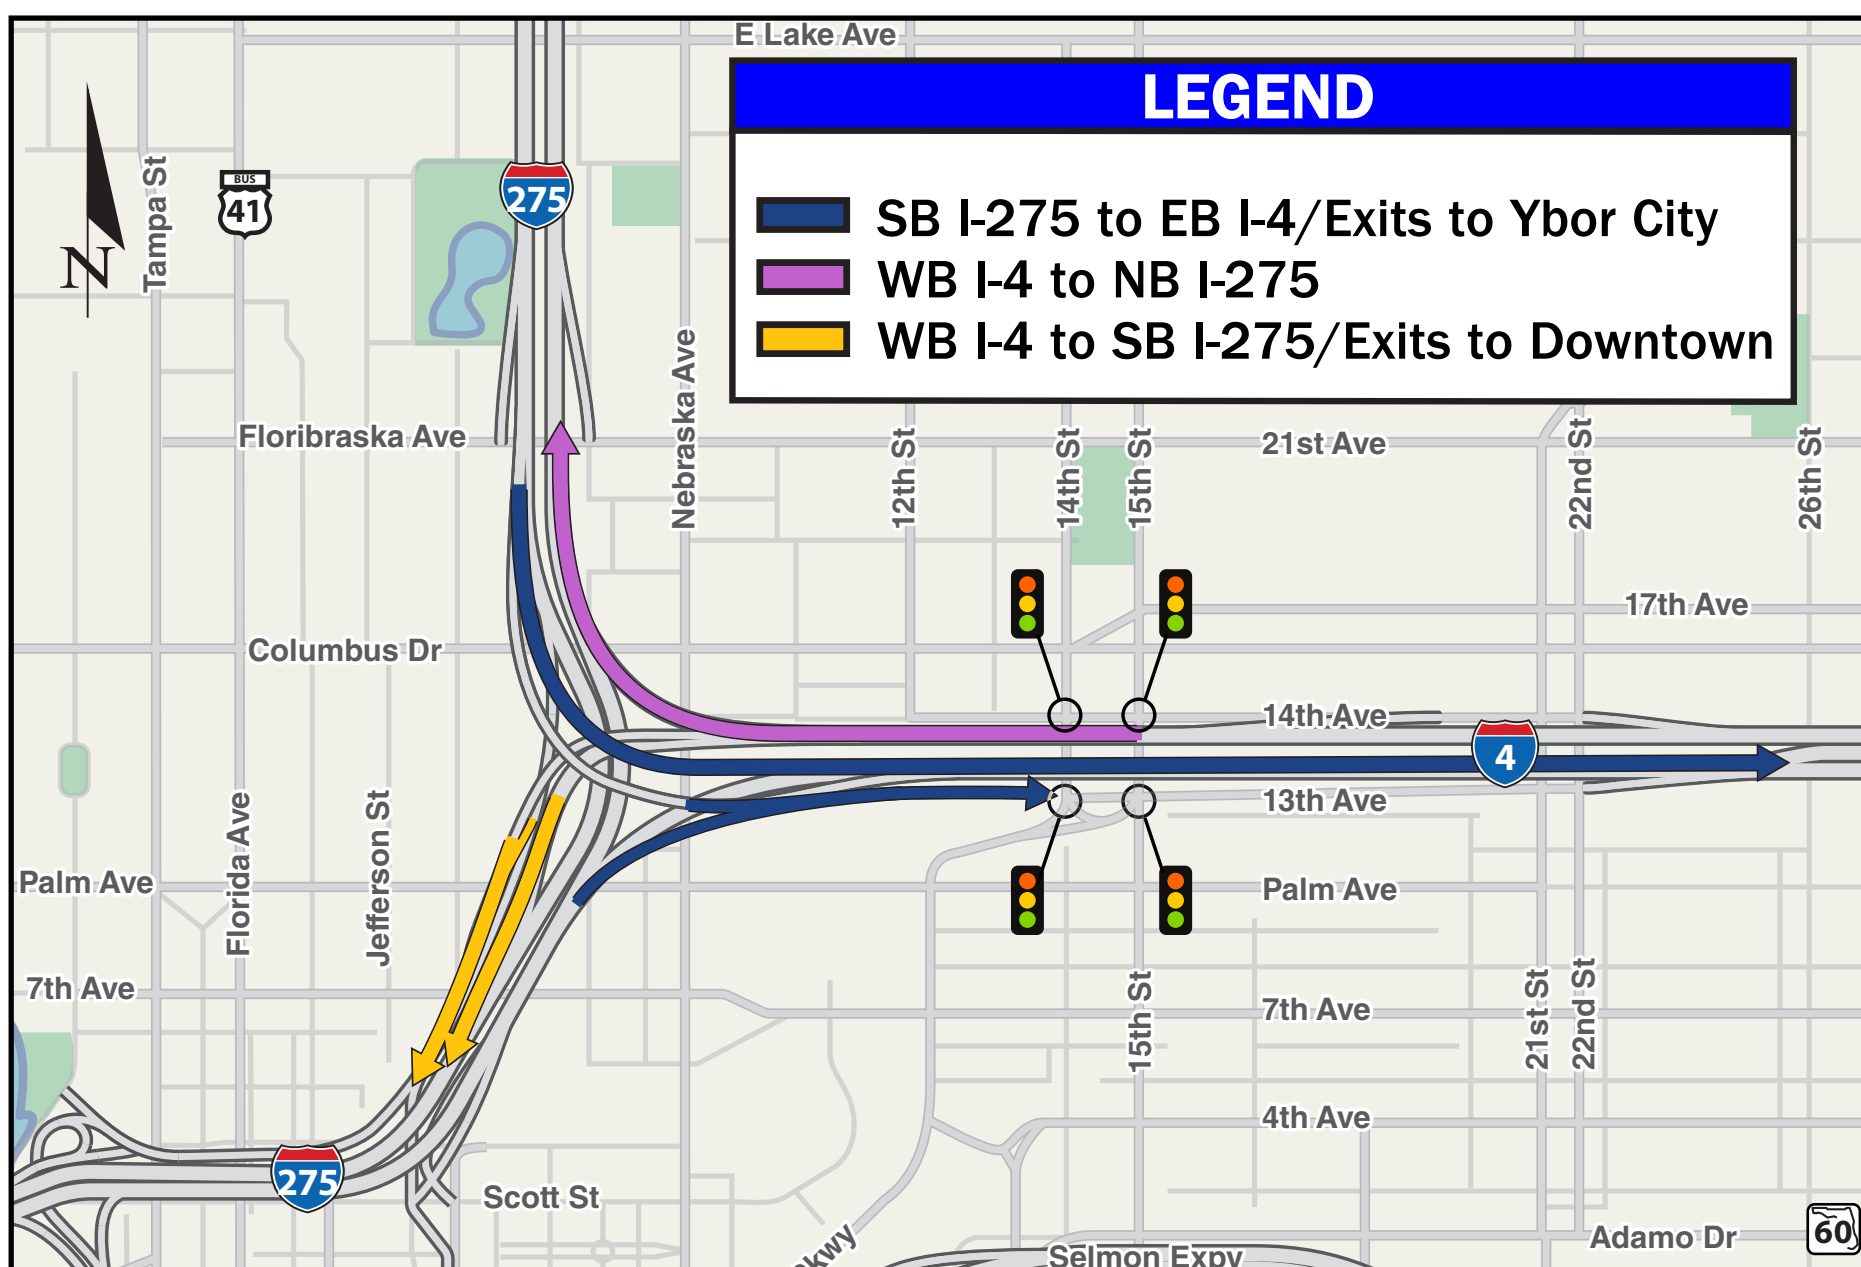 E Lake Ave
LEGEND
SB I-275 to EB I-4/Exits to Ybor City
WB I-4 to NB I-275
WB I-4 to SB I-275/Exits to Downtown
N
Tampa St
BUS
41
275
Nebraska Ave
Floribraska Ave
12th St
14th St
15th St
21st Ave
22nd St
26th St
17th Ave
Columbus Dr
14th Ave
4
13th Ave
Florida Ave
Jefferson St
Palm Ave
Palm Ave
7th Ave
7th Ave
15th St
21st St
22nd St
4th Ave
275
Scott St
Adamo Dr
60
Selmon Expy